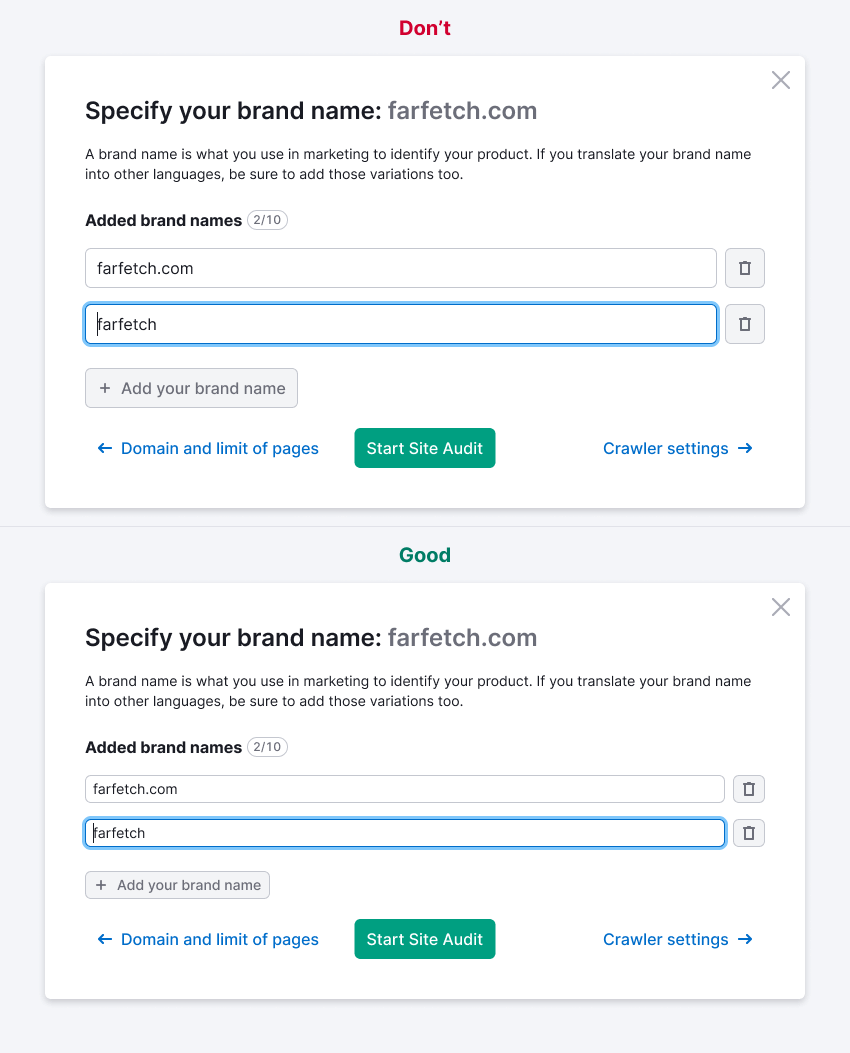 Don’t
Specify your brand name: farfetch.com
A brand name is what you use in marketing to identify your product. If you translate your brand name
into other languages, be sure to add those variations too.
Added brand names 2/10
farfetch.com
farfetch
+ Add your brand name
← Domain and limit of pages
Start Site Audit
Crawler settings →
Good
Specify your brand name: farfetch.com
A brand name is what you use in marketing to identify your product. If you translate your brand name
into other languages, be sure to add those variations too.
Added brand names 2/10
farfetch.com
farfetch
+ Add your brand name
← Domain and limit of pages
Start Site Audit
Crawler settings →